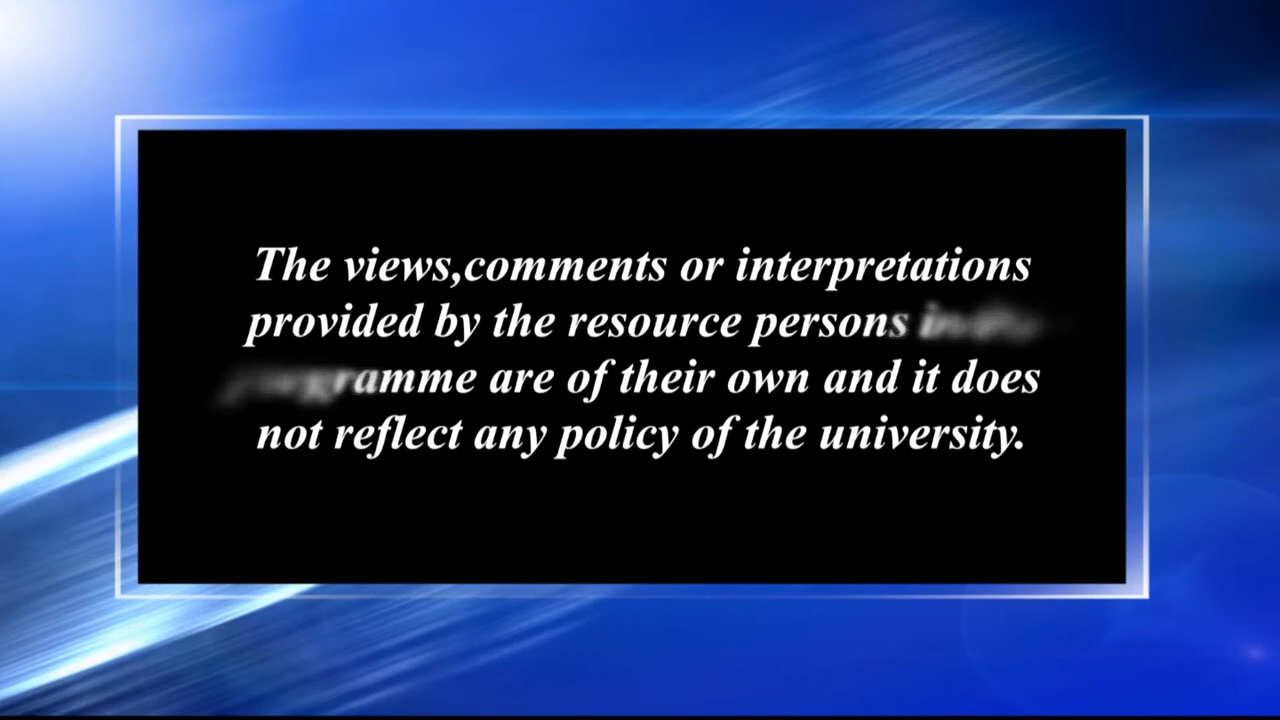 The views,comments or interpretations
provided by the resource persons
programme are of their own and it does
not reflect any policy of the university.